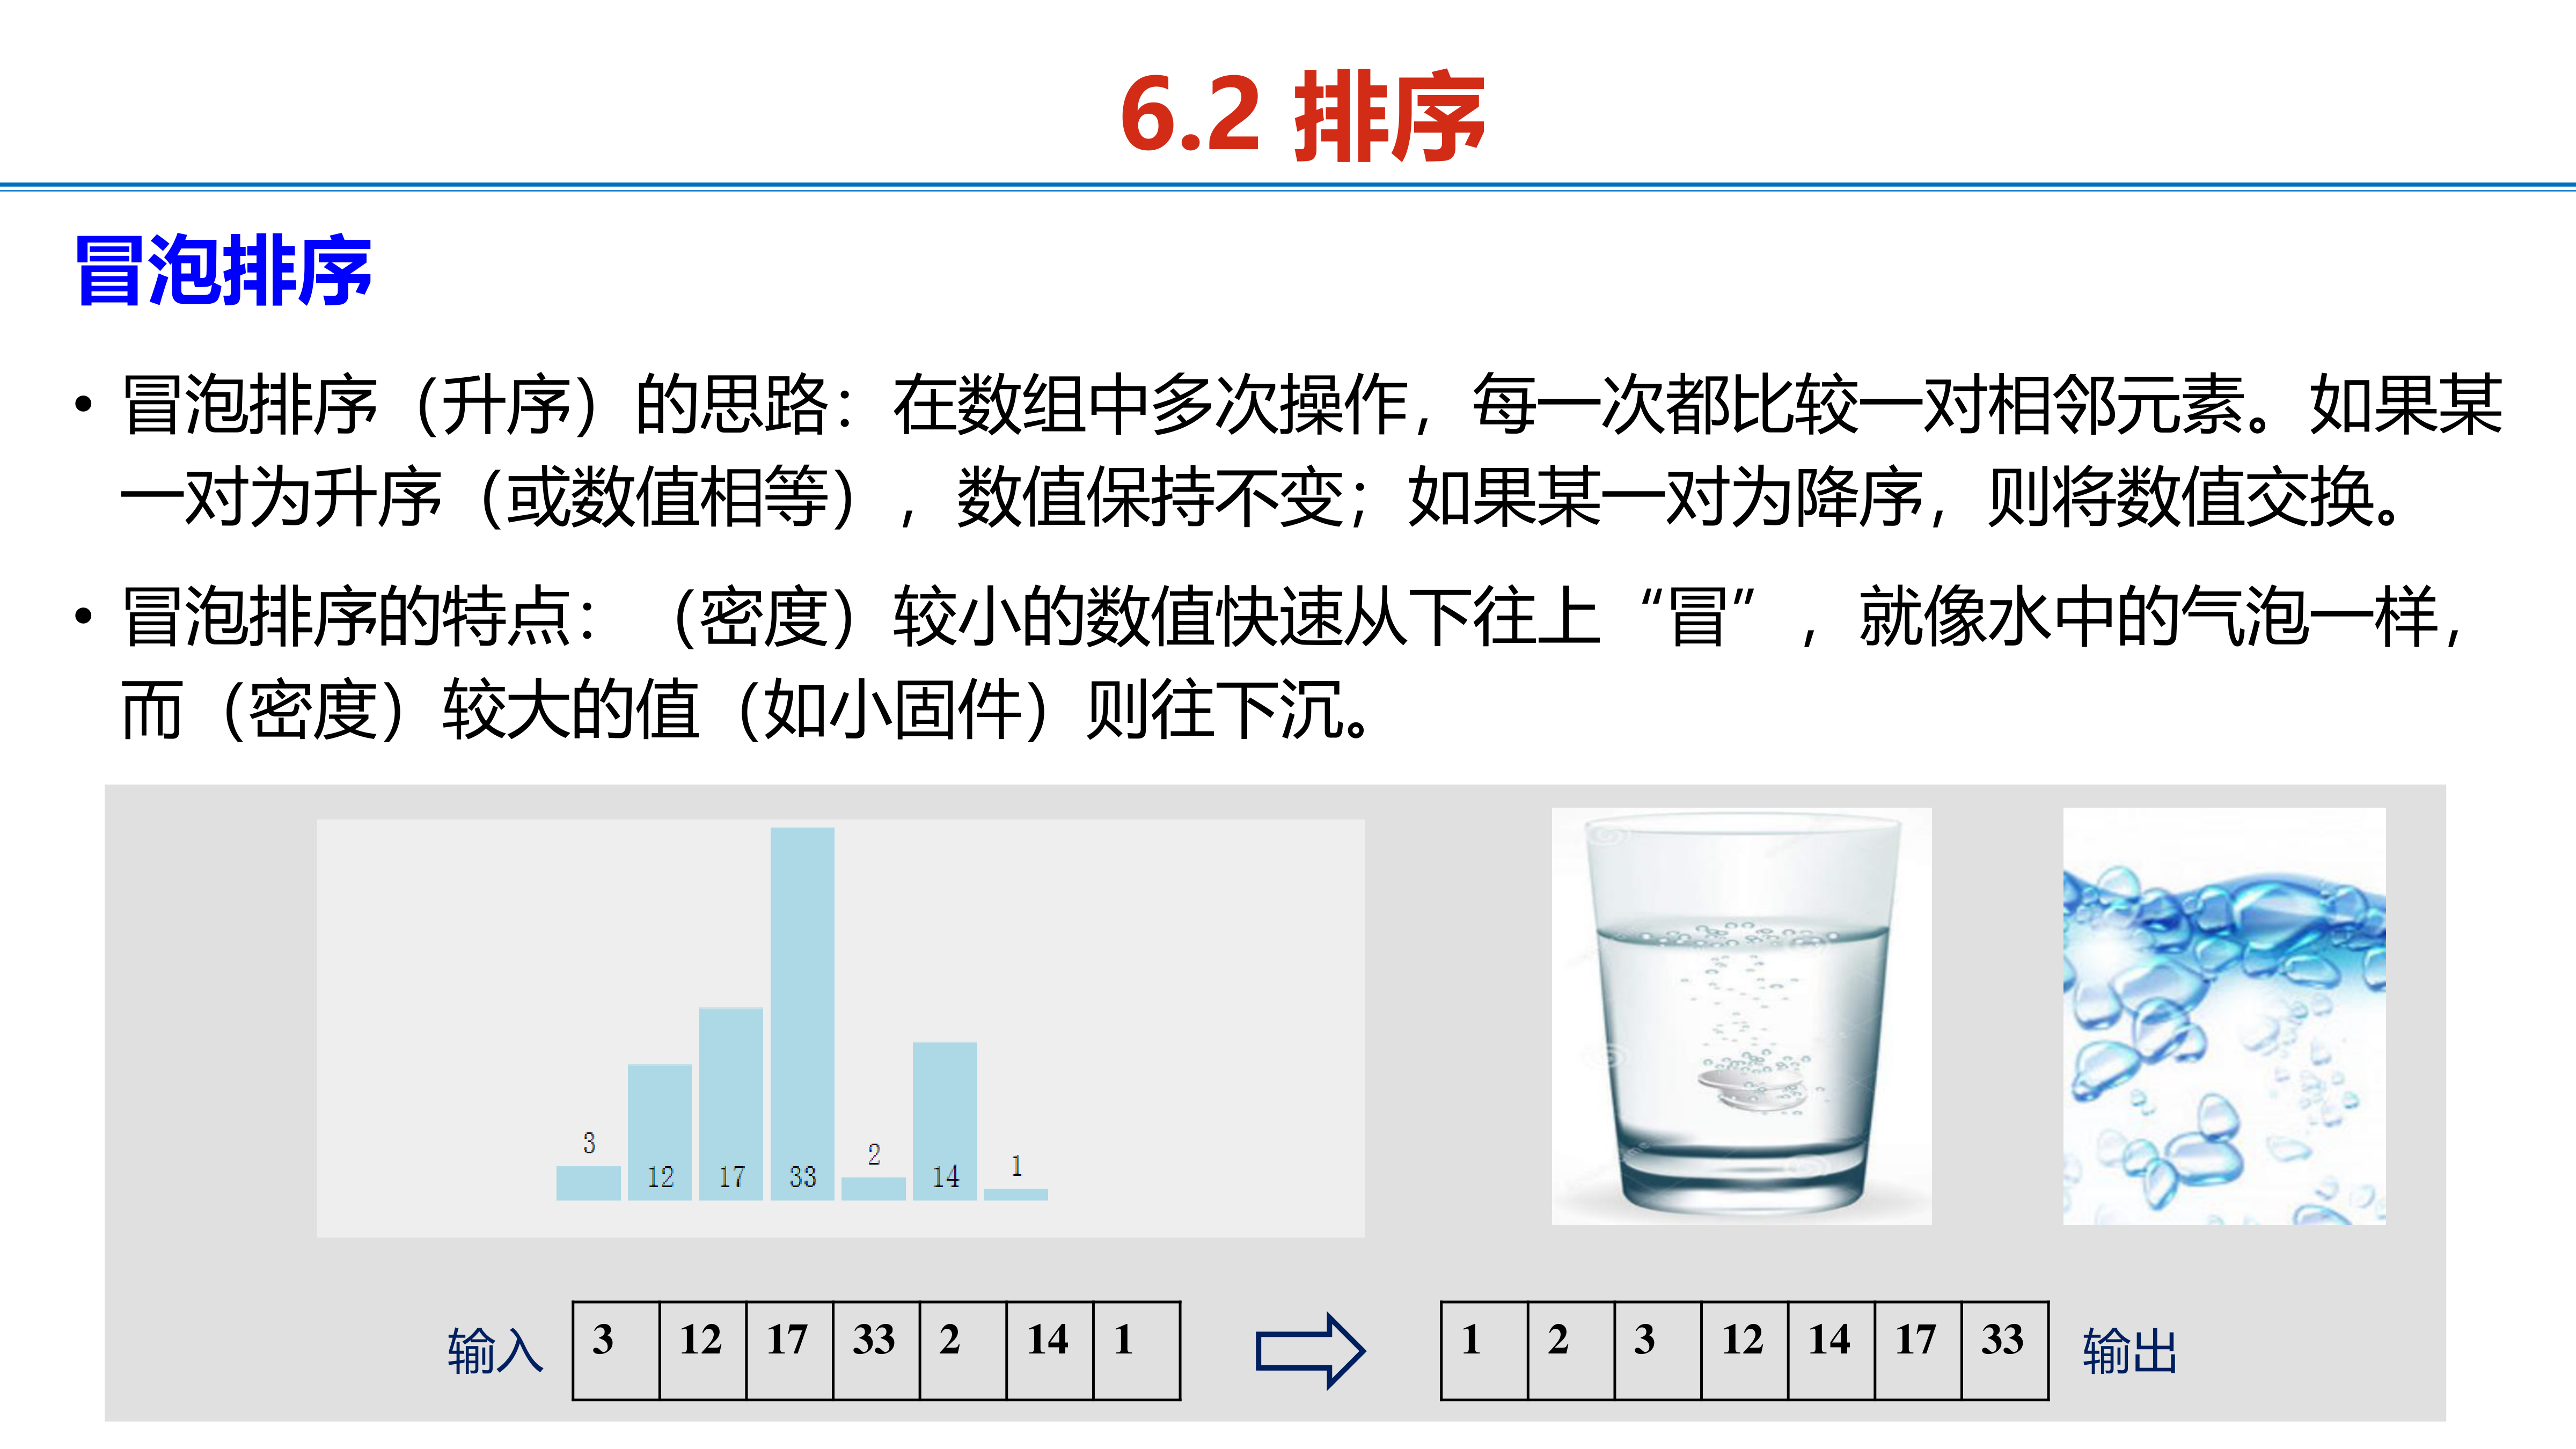 6.2 排序
冒泡排序
• 冒泡排序（升序）的思路：在数组中多次操作，每一次都比较一对相邻元素。如果某
一对为升序（或数值相等），数值保持不变；如果某一对为降序，则将数值交换。
• 冒泡排序的特点：（密度）较小的数值快速从下往上“冒”，就像水中的气泡一样，
而（密度）较大的值（如小固件）则往下沉。
3 12 17 33 2 14 1
输入 3 12 17 33 2 14 1
1 2 3 12 14 17 33 输出